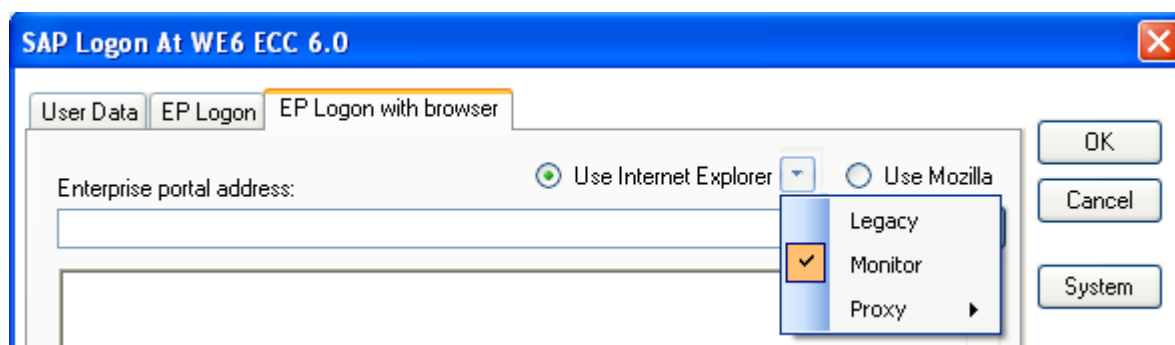 SAP Logon At WE6 ECC 6.0
User Data EP Logon EP Logon with browser
OK
Use Internet Explorer Use Mozilla
Enterprise portal address:
Cancel
Legacy
Monitor
System
Proxy